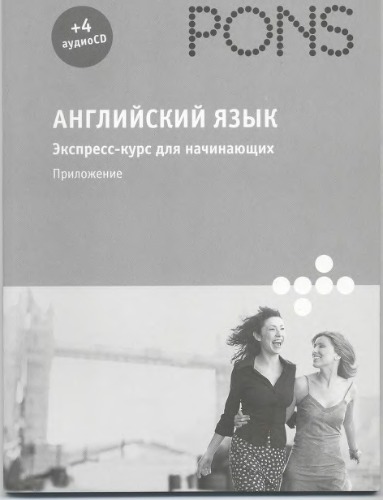 +4
аудиоCD
PONS
АНГЛИЙСКИЙ ЯЗЫК
Экспресс-курс для начинающих
Приложение